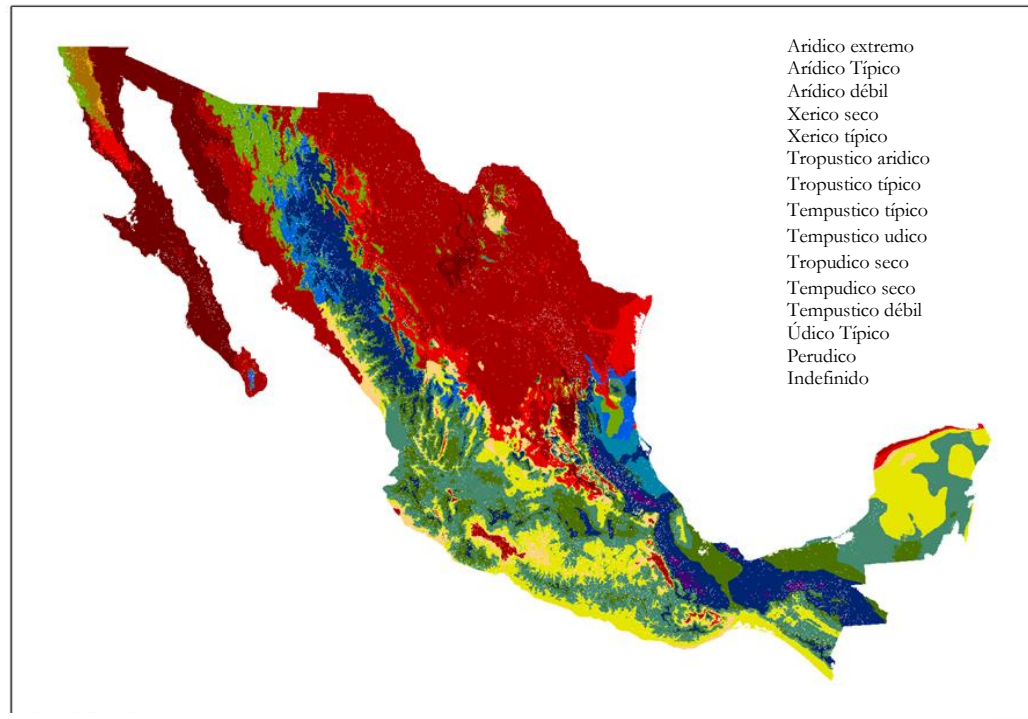 Aridico extremo
Arídico Típico
Arídico débil
Xerico seco
Xerico típico
Tropustico aridico
Tropustico típico
Tempustico típico
Tempustico udico
Tropudico seco
Tempudico seco
Tempustico débil
Údico Típico
Perudico
Indefinido